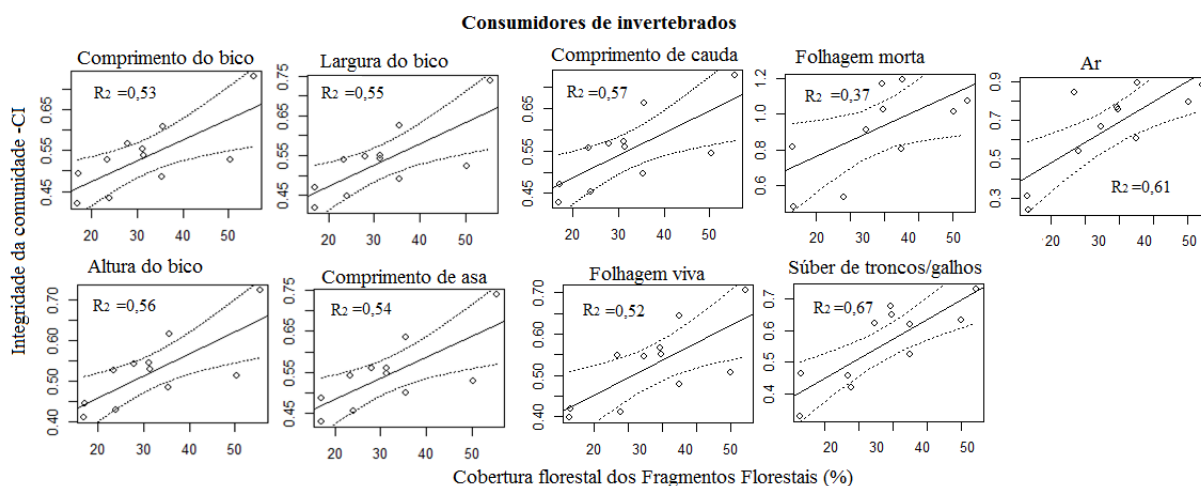 Consumidores de invertebrados
Comprimento do bico
Largura do bico
Comprimento de cauda
Folhagem morta
Ar
R2 =0,53
R2 =0,55
R2 =0,57
R2 =0,37
R2 =0,61
0.45 0.55 0.65
0.45 0.55 0.65 0.75
0.45 0.55 0.65
0.6 0.8 1.0 1.2
0.3 0.5 0.7 0.9
20 30 40 50
20 30 40 50
20 30 40 50
20 30 40 50
20 30 40 50
Integridade da comunidade -CI
Altura do bico
Comprimento de asa
Folhagem viva
Súber de troncos/galhos
R2 =0,56
R2 =0,54
R2 =0,52
R2 =0,67
0.40 0.50 0.60 0.70
0.45 0.55 0.65 0.75
0.40 0.50 0.60 0.70
0.4 0.5 0.6 0.7
20 30 40 50
20 30 40 50
20 30 40 50
20 30 40 50
Cobertura florestal dos Fragmentos Florestais (%)